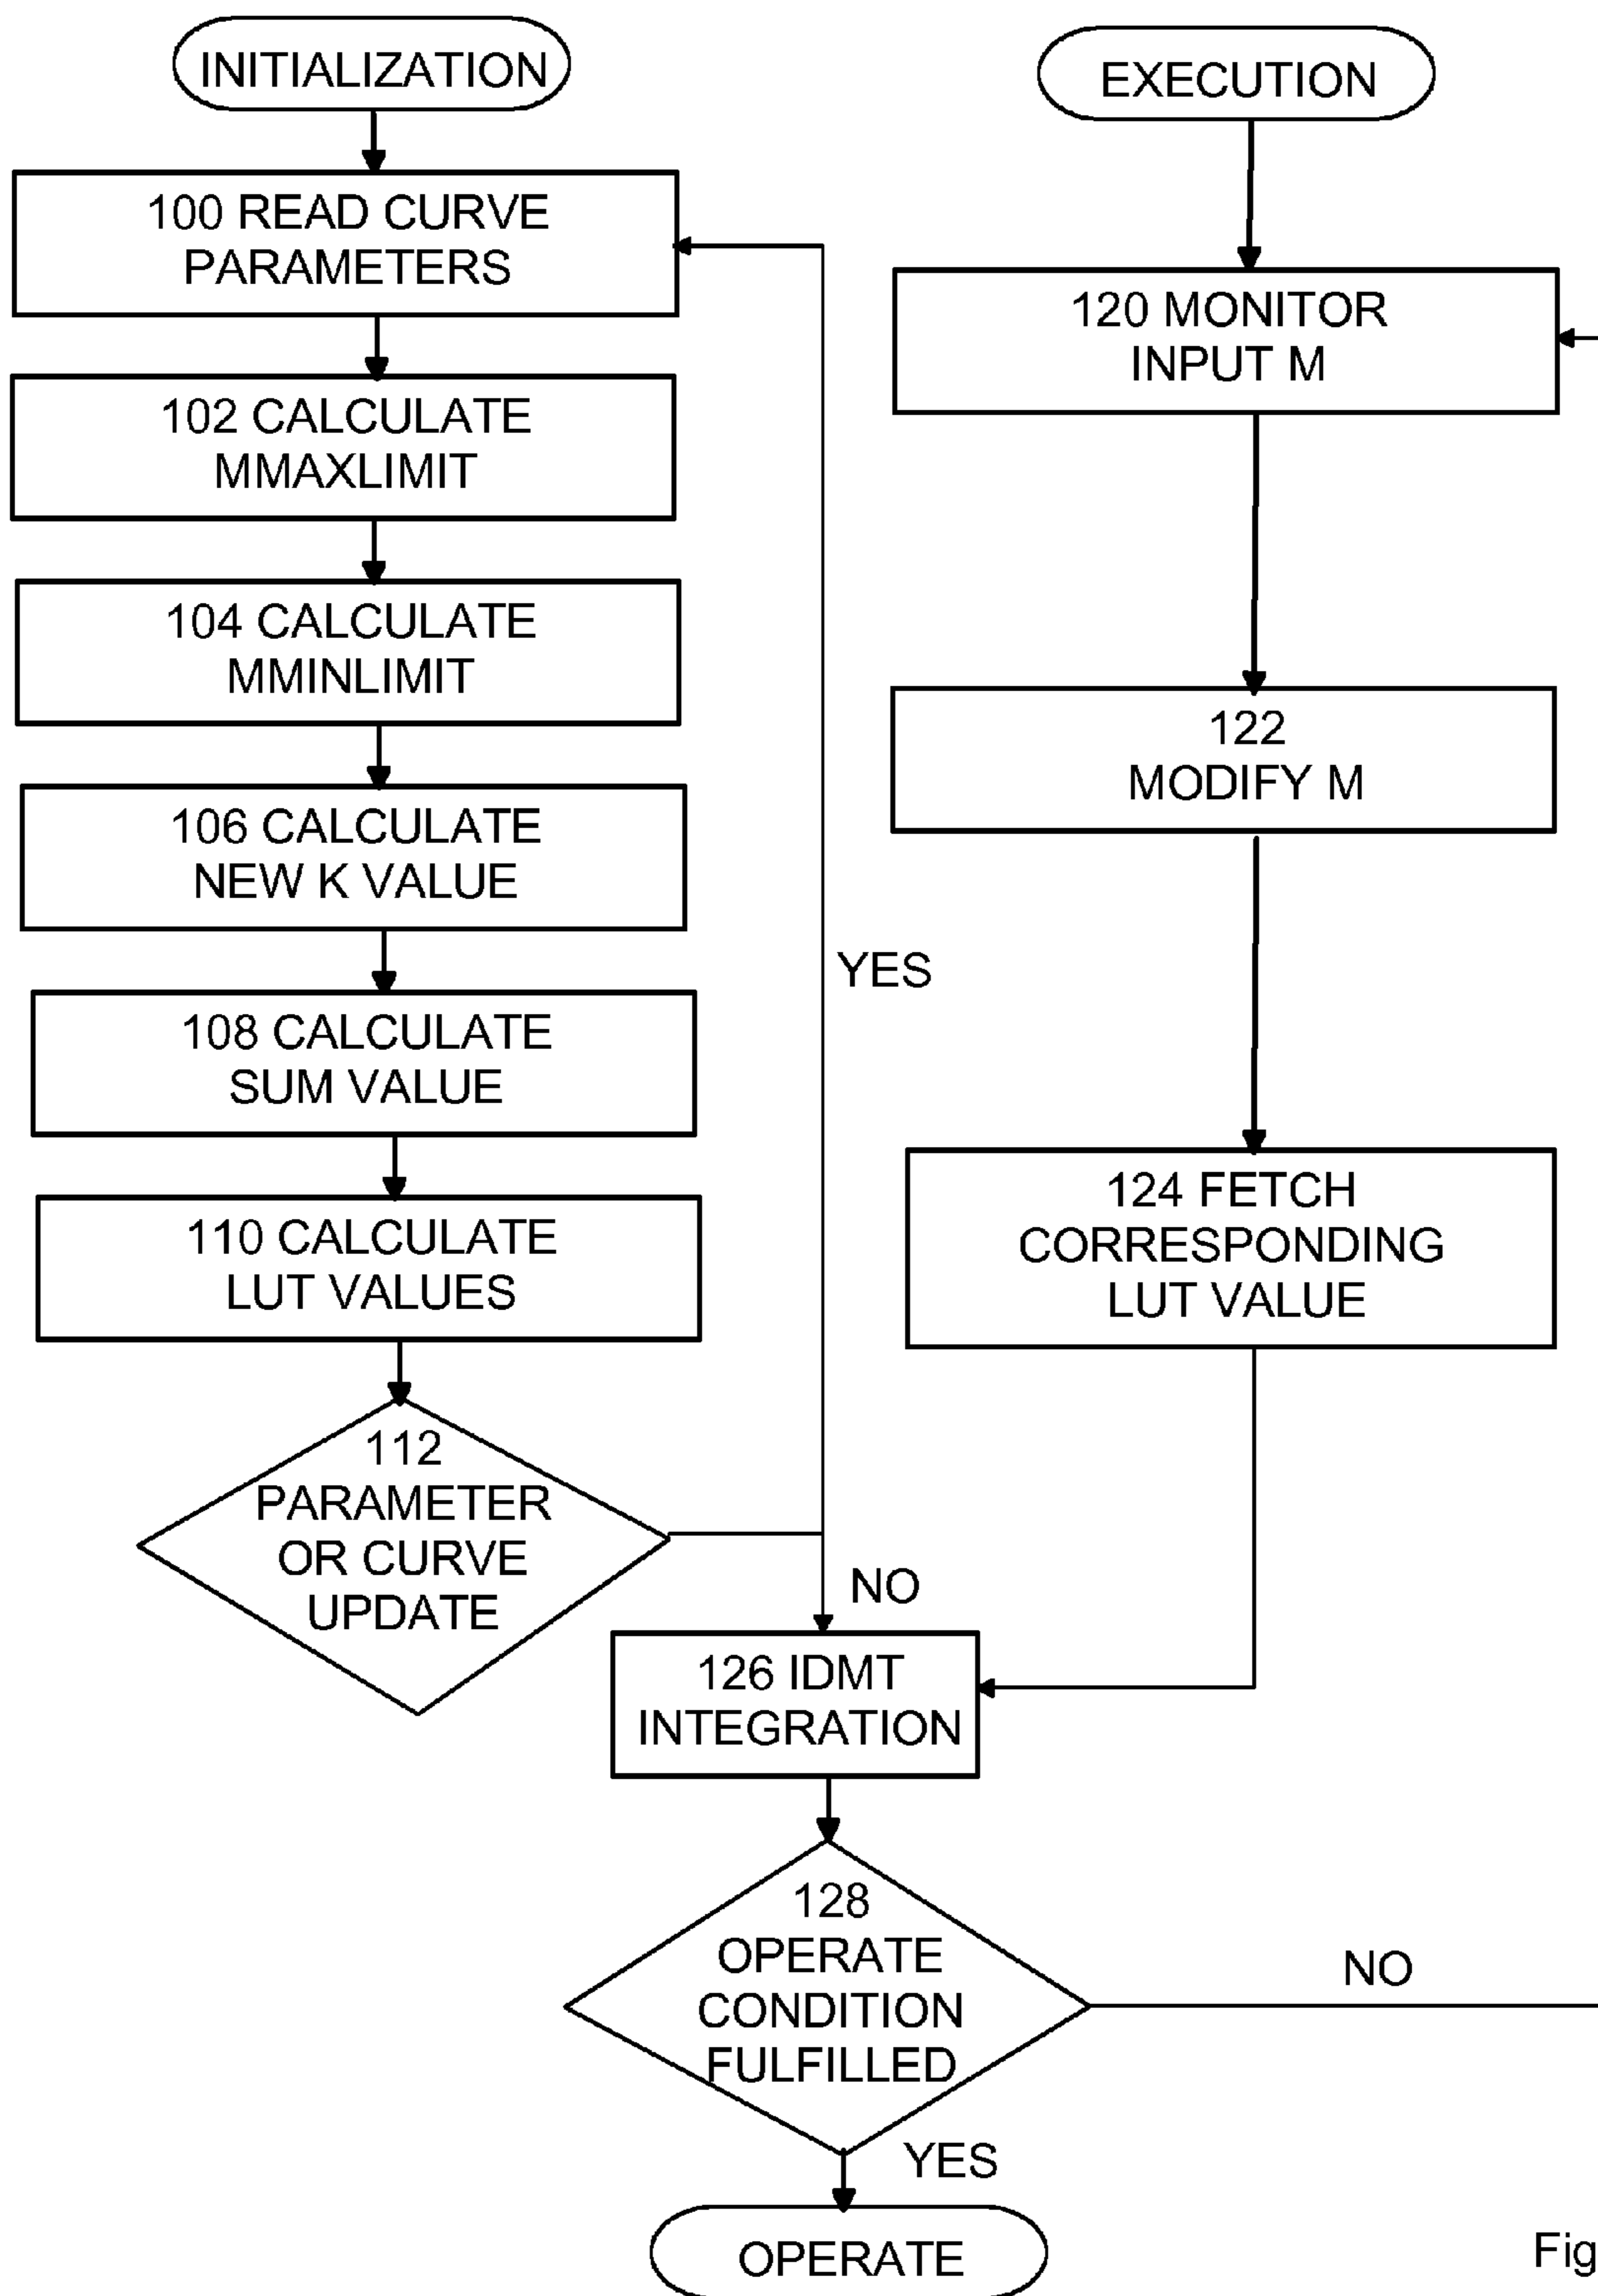 INITIALIZATION
100 READ CURVE
PARAMETERS
102 CALCULATE
MMAXLIMIT
104 CALCULATE
MMINLIMIT
106 CALCULATE
NEW K VALUE
108 CALCULATE
SUM VALUE
110 CALCULATE
LUT VALUES
112
PARAMETER
OR CURVE
UPDATE
YES
NO
EXECUTION
120 MONITOR
INPUT M
122
MODIFY M
124 FETCH
CORRESPONDING
LUT VALUE
126 IDMT
INTEGRATION
128
OPERATE
CONDITION
FULFILLED
NO
YES
OPERATE
Fig